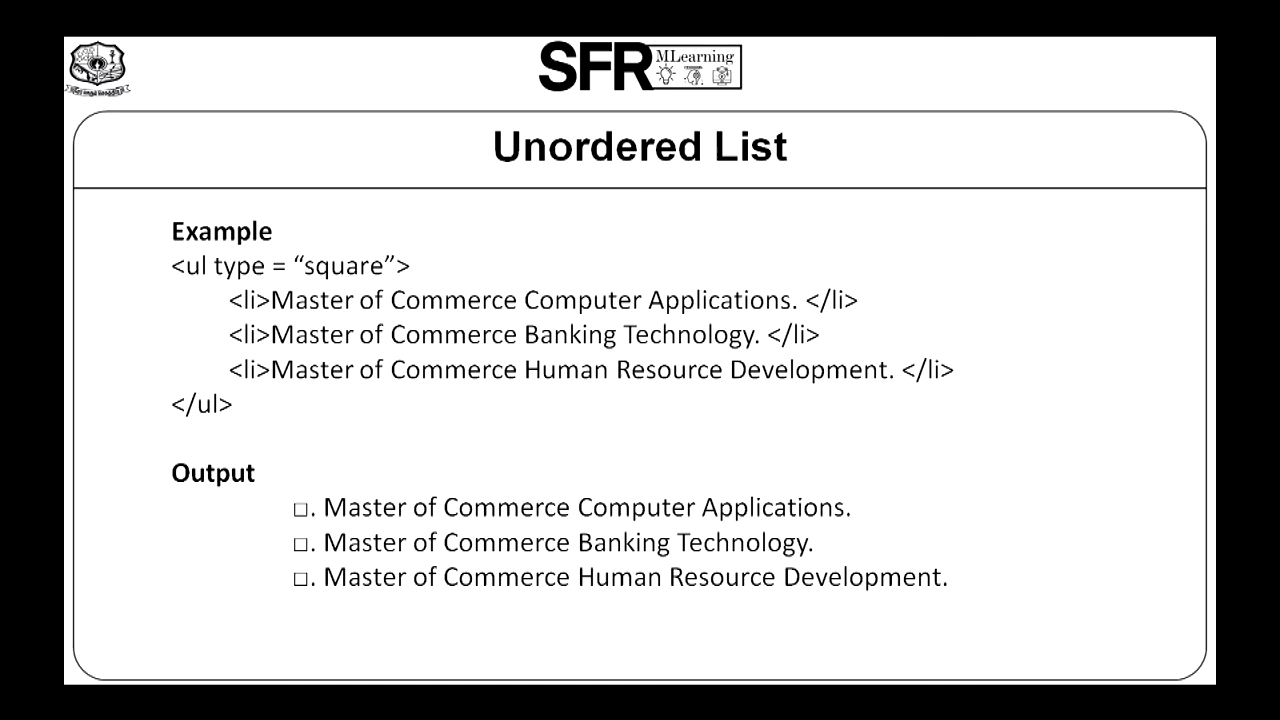 SFR MLearning
Unordered List
Example
<ul type = “square”>
<li>Master of Commerce Computer Applications. </li>
<li>Master of Commerce Banking Technology. </li>
<li>Master of Commerce Human Resource Development. </li>
</ul>
Output
□. Master of Commerce Computer Applications.
□. Master of Commerce Banking Technology.
□. Master of Commerce Human Resource Development.